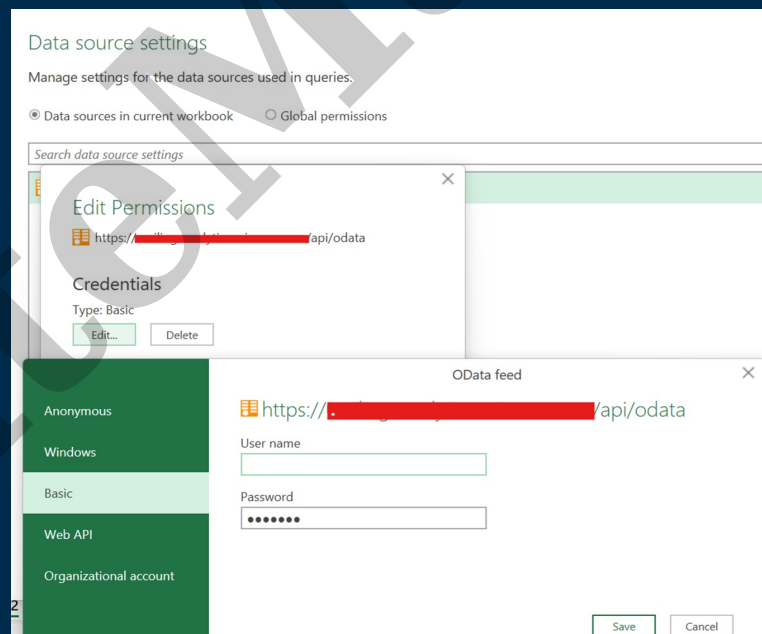 Data source settings
Manage settings for the data sources used in queries.
Data sources in current workbook Global permissions
Search data source settings
Edit Permissions
https:// /api/odata
Credentials
Type: Basic
Edit... Delete
OData feed
https:// /api/odata
Anonymous
User name
Windows
Basic
Password
•••••••
Web API
Organizational account
2
Save Cancel